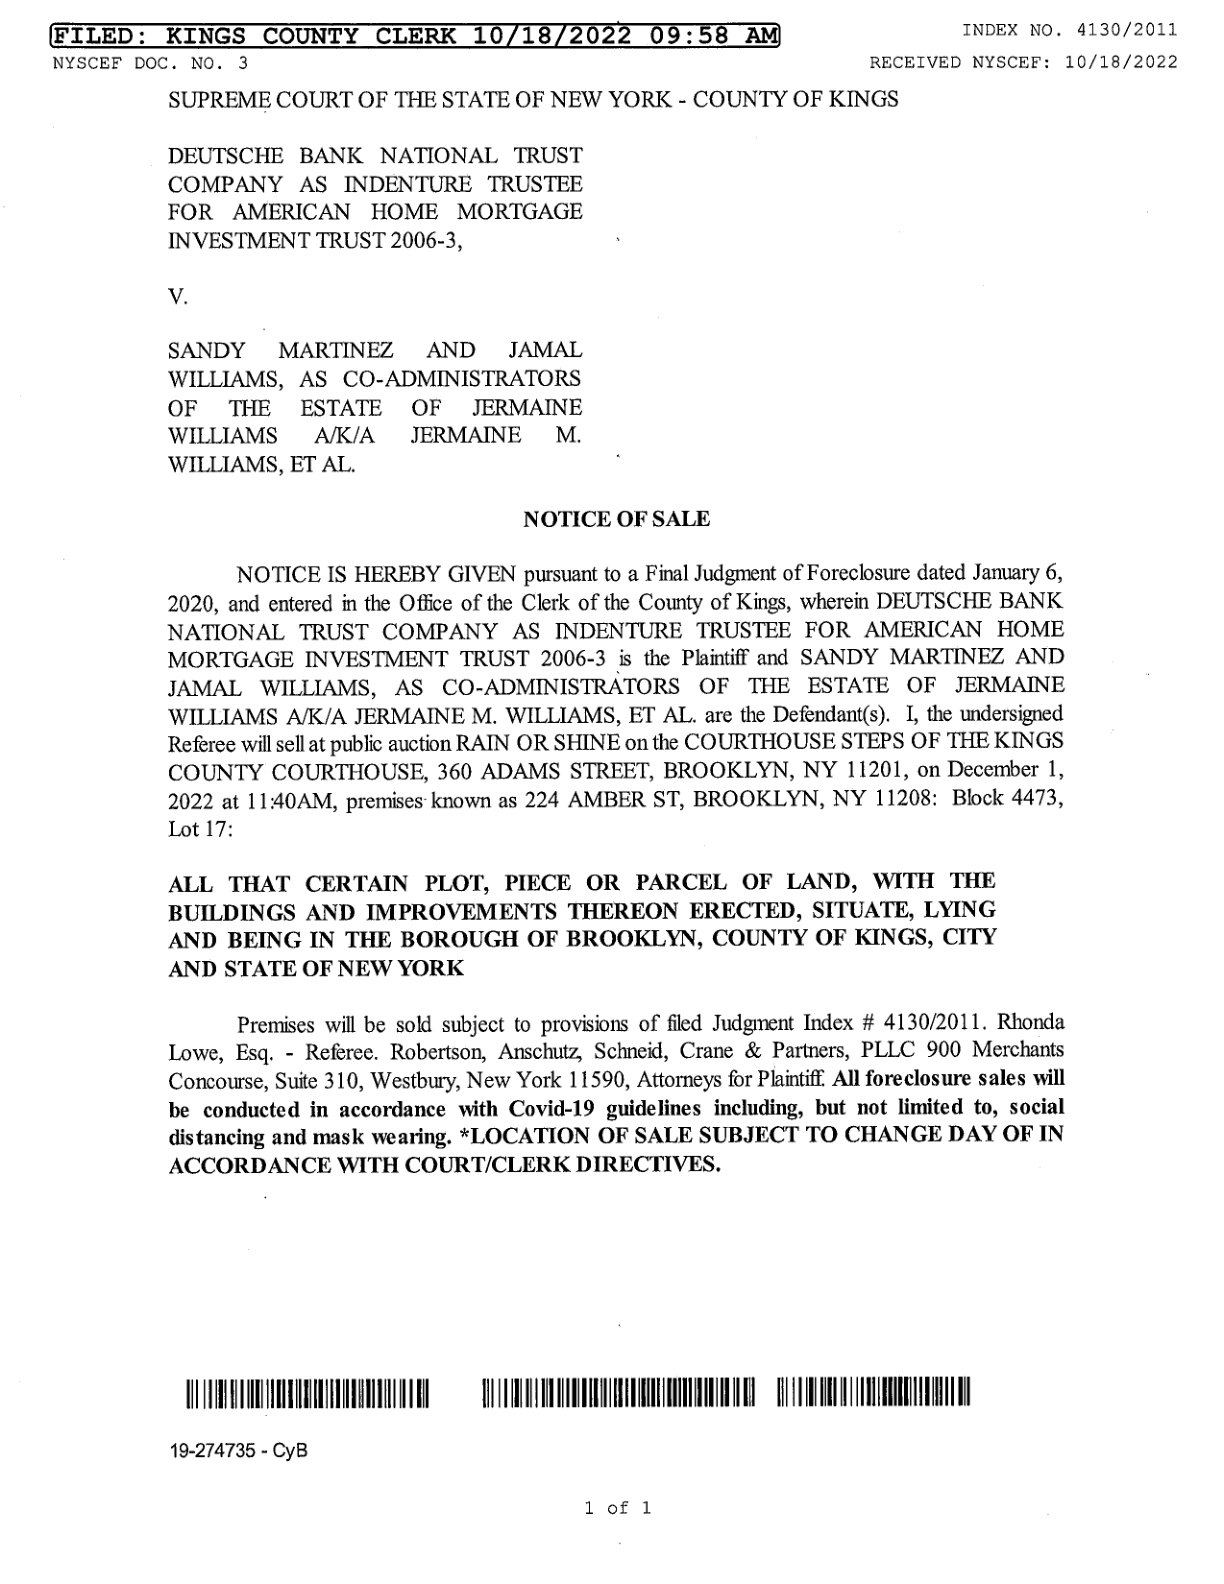 FILED: KINGS COUNTY CLERK 10/18/2022 09:58 AM
INDEX NO. 4130/2011
NYSCEF DOC. NO. 3
RECEIVED NYSCEF: 10/18/2022
SUPREME COURT OF THE STATE OF NEW YORK - COUNTY OF KINGS
DEUTSCHE BANK NATIONAL TRUST
COMPANY AS INDENTURE TRUSTEE
FOR AMERICAN HOME MORTGAGE
INVESTMENT TRUST 2006-3,
V.
SANDY MARTINEZ AND JAMAL
WILLIAMS, AS CO-ADMINISTRATORS
OF THE ESTATE OF JERMAINE
WILLIAMS A/K/A JERMAINE M.
WILLIAMS, ET AL.
NOTICE OF SALE
NOTICE IS HEREBY GIVEN pursuant to a Final Judgment of Foreclosure dated January 6,
2020, and entered in the Office of the Clerk of the County of Kings, wherein DEUTSCHE BANK
NATIONAL TRUST COMPANY AS INDENTURE TRUSTEE FOR AMERICAN HOME
MORTGAGE INVESTMENT TRUST 2006-3 is the Plaintiff and SANDY MARTINEZ AND
JAMAL WILLIAMS, AS CO-ADMINISTRATORS OF THE ESTATE OF JERMAINE
WILLIAMS A/K/A JERMAINE M. WILLIAMS, ET AL. are the Defendant(s). I, the undersigned
Referee will sell at public auction RAIN OR SHINE on the COURTHOUSE STEPS OF THE KINGS
COUNTY COURTHOUSE, 360 ADAMS STREET, BROOKLYN, NY 11201, on December 1,
2022 at 11:40AM, premises known as 224 AMBER ST, BROOKLYN, NY 11208: Block 4473,
Lot 17:
ALL THAT CERTAIN PLOT, PIECE OR PARCEL OF LAND, WITH THE
BUILDINGS AND IMPROVEMENTS THEREON ERECTED, SITUATE, LYING
AND BEING IN THE BOROUGH OF BROOKLYN, COUNTY OF KINGS, CITY
AND STATE OF NEW YORK
Premises will be sold subject to provisions of filed Judgment Index # 4130/2011. Rhonda
Lowe, Esq. - Referee. Robertson, Anschutz, Schneid, Crane & Partners, PLLC 900 Merchants
Concourse, Suite 310, Westbury, New York 11590, Attorneys for Plaintiff. All foreclosure sales will
be conducted in accordance with Covid-19 guidelines including, but not limited to, social
distancing and mask wearing. *LOCATION OF SALE SUBJECT TO CHANGE DAY OF IN
ACCORDANCE WITH COURT/CLERK DIRECTIVES.
19-274735 - CyB
1 of 1